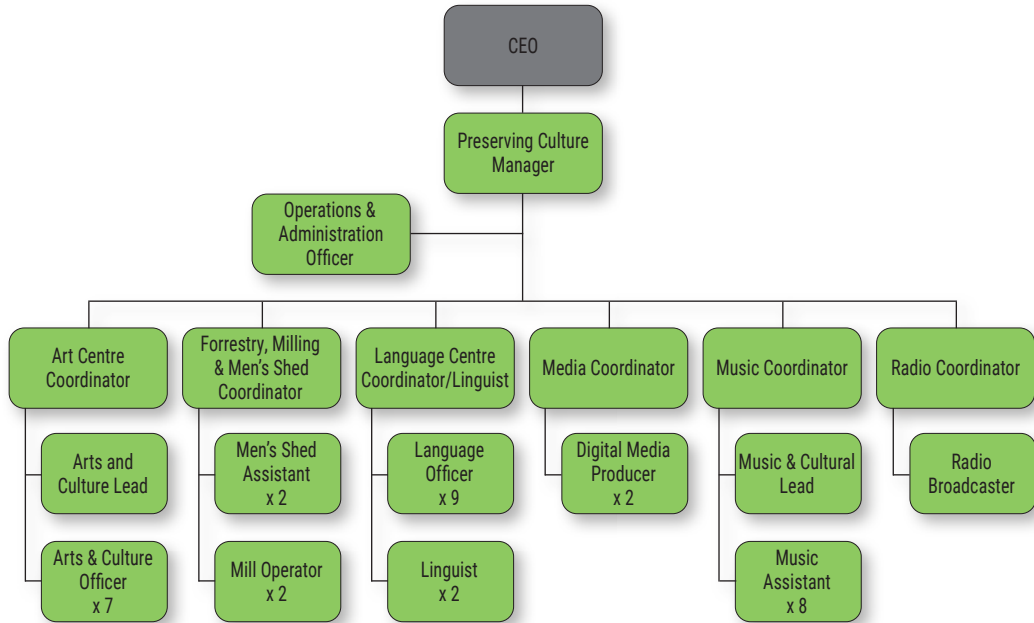 CEO
Preserving Culture
Manager
Operations &
Administration
Officer
Art Centre
Coordinator
Forrestry, Milling
& Men's Shed
Coordinator
Language Centre
Coordinator/Linguist
Media Coordinator
Music Coordinator
Radio Coordinator
Arts and
Culture Lead
Men's Shed
Assistant
x 2
Language
Officer
x 9
Digital Media
Producer
x 2
Music & Cultural
Lead
Radio
Broadcaster
Arts & Culture
Officer
x 7
Mill Operator
x 2
Linguist
x 2
Music
Assistant
x 8